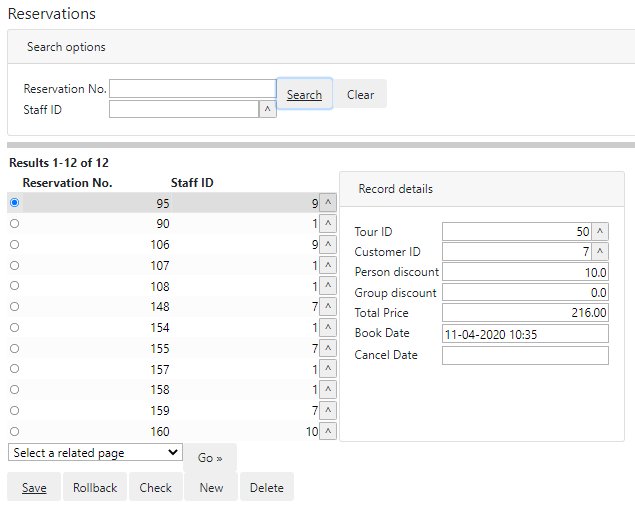 Reservations
Search options
Reservation No.
Search
Clear
Staff ID
^
Results 1-12 of 12
Reservation No. Staff ID
95 9 ^
90 1 ^
106 9 ^
107 1 ^
108 1 ^
148 7 ^
154 1 ^
155 7 ^
157 1 ^
158 1 ^
159 7 ^
160 10 ^
Record details
Tour ID 50 ^
Customer ID 7 ^
Person discount 10.0
Group discount 0.0
Total Price 216.00
Book Date 11-04-2020 10:35
Cancel Date
Select a related page
Go »
Save Rollback Check New Delete